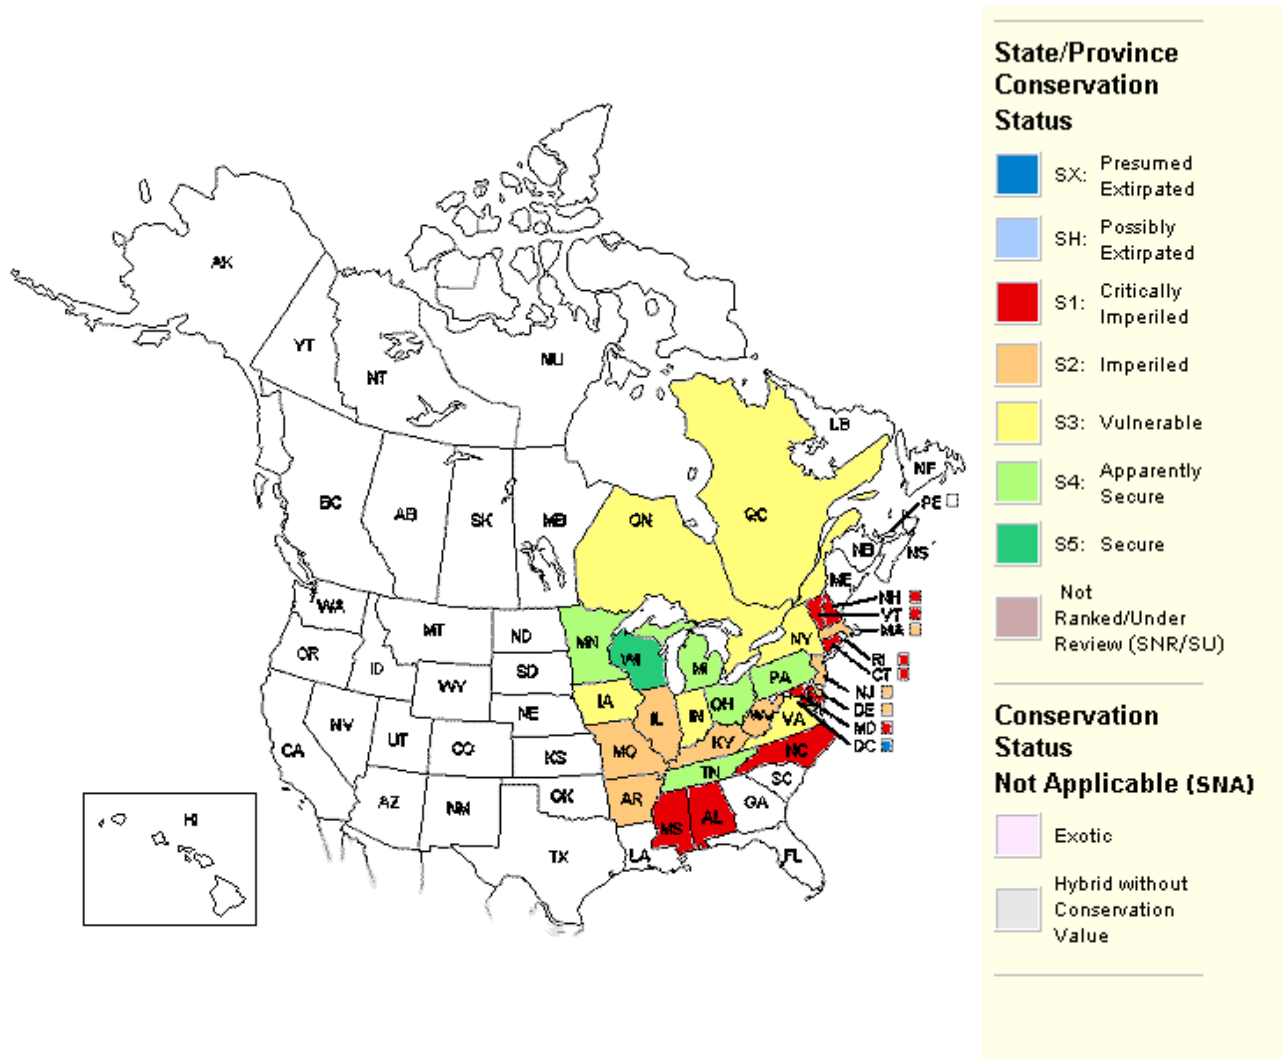 State/Province
Conservation
Status
SX: Presumed
Extirpated
SH: Possibly
Extirpated
S1: Critically
Imperiled
S2: Imperiled
S3: Vulnerable
S4: Apparently
Secure
S5: Secure
Not
Ranked/Under
Review (SNR/SU)
Conservation
Status
Not Applicable (SNA)
Exotic
Hybrid without
Conservation
Value
AK
YT
NT
NU
BC
AB
SK
MB
ON
QC
LB
NF
PE
NB
NS
ME
NH
VT
MA
RI
CT
NJ
DE
MD
DC
WA
MT
ND
MN
OR
ID
WY
SD
WI
MI
NY
NE
IA
PA
CA
NV
UT
CO
KS
MO
IL
IN
OH
WV
VA
KY
AZ
NM
OK
AR
TN
NC
SC
HI
TX
LA
MS
AL
GA
FL